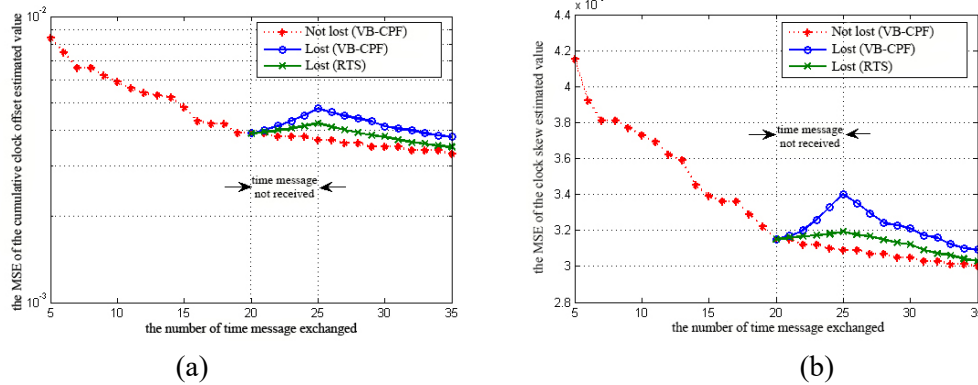 (a)
the MSE of the cumulative clock offset estimated value
10⁻²
10⁻³
Not lost (VB-CPF)
Lost (VB-CPF)
Lost (RTS)
time message
not received
5 10 15 20 25 30 35
the number of time message exchanged
(a)
(b)
the MSE of the clock skew estimated value
4.4
4.2
4
3.8
3.6
3.4
3.2
3
2.8
Not lost (VB-CPF)
Lost (VB-CPF)
Lost (RTS)
time message
not received
5 10 15 20 25 30
the number of time message exchanged
(b)